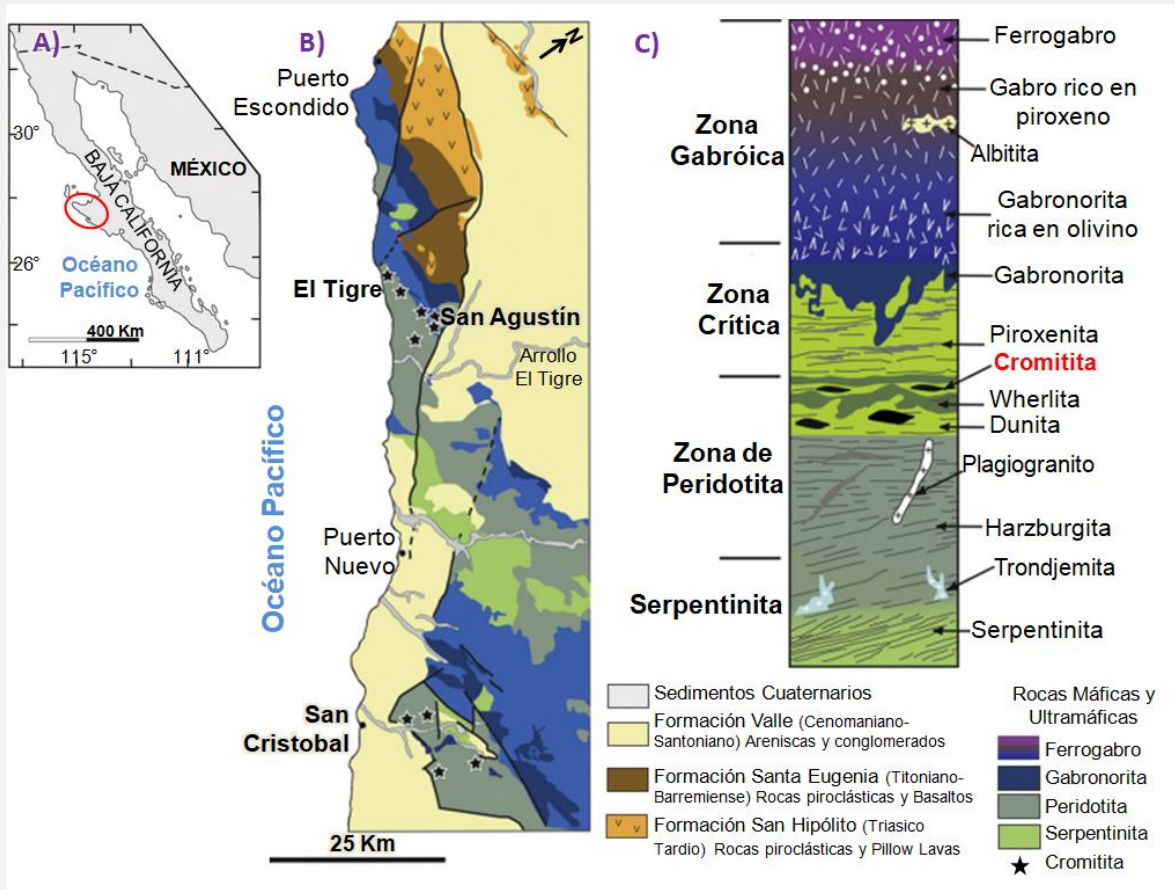 A)
30°
26°
BAJA CALIFORNIA
MÉXICO
Océano
Pacífico
400 Km
115°
111°
B)
N
Puerto
Escondido
El Tigre
San Agustín
Arrollo
El Tigre
Océano Pacífico
Puerto
Nuevo
San
Cristobal
25 Km
C)
Zona
Gabróica
Zona
Crítica
Zona de
Peridotita
Serpentinita
Ferrogabro
Gabro rico en
piroxeno
Albitita
Gabronorita
rica en olivino
Gabronorita
Piroxenita
Cromitita
Wherlita
Dunita
Plagiogranito
Harzburgita
Trondjemita
Serpentinita
Sedimentos Cuaternarios
Formación Valle (Cenomaniano-
Santoniano) Areniscas y conglomerados
Formación Santa Eugenia (Titoniano-
Barremiense) Rocas piroclásticas y Basaltos
Formación San Hipólito (Triasico
Tardio) Rocas piroclásticas y Pillow Lavas
Rocas Máficas y
Ultramáficas
Ferrogabro
Gabronorita
Peridotita
Serpentinita
Cromitita